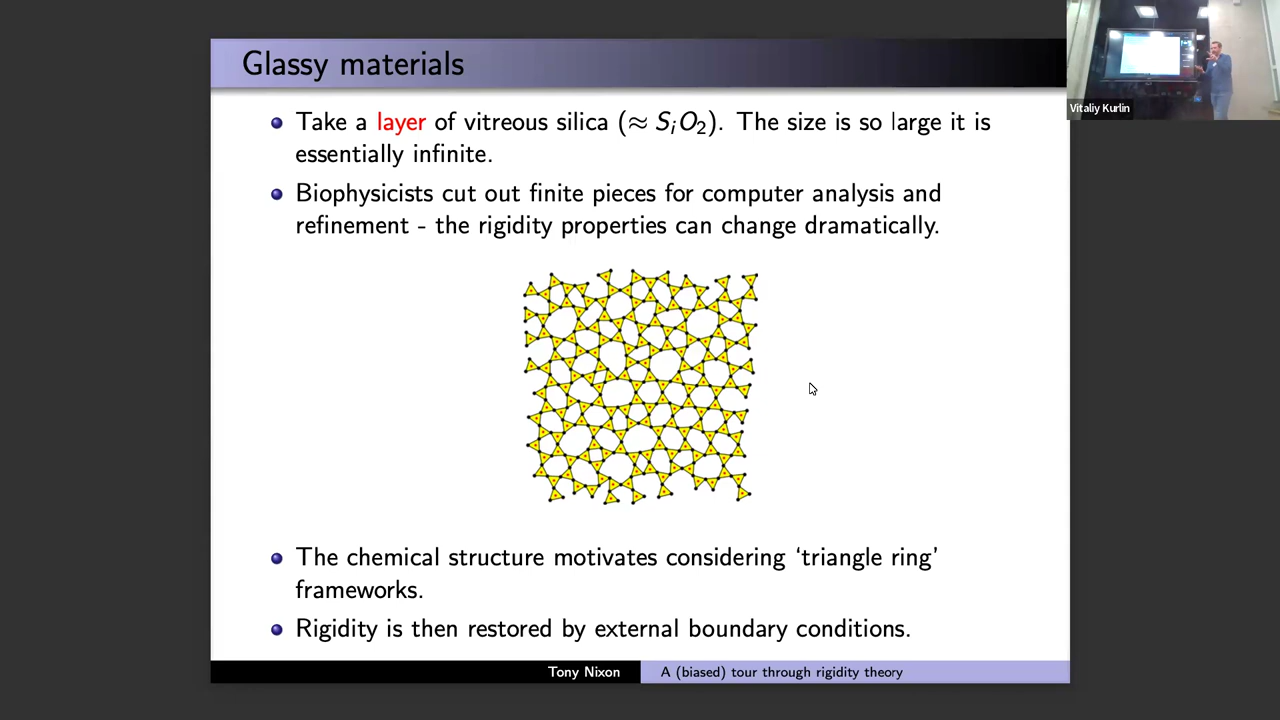 Glassy materials
Vitaliy Kurlin
Take a layer of vitreous silica (≈ SᵢO₂). The size is so large it is
essentially infinite.
Biophysicists cut out finite pieces for computer analysis and
refinement - the rigidity properties can change dramatically.
The chemical structure motivates considering ‘triangle ring’
frameworks.
Rigidity is then restored by external boundary conditions.
Tony Nixon
A (biased) tour through rigidity theory